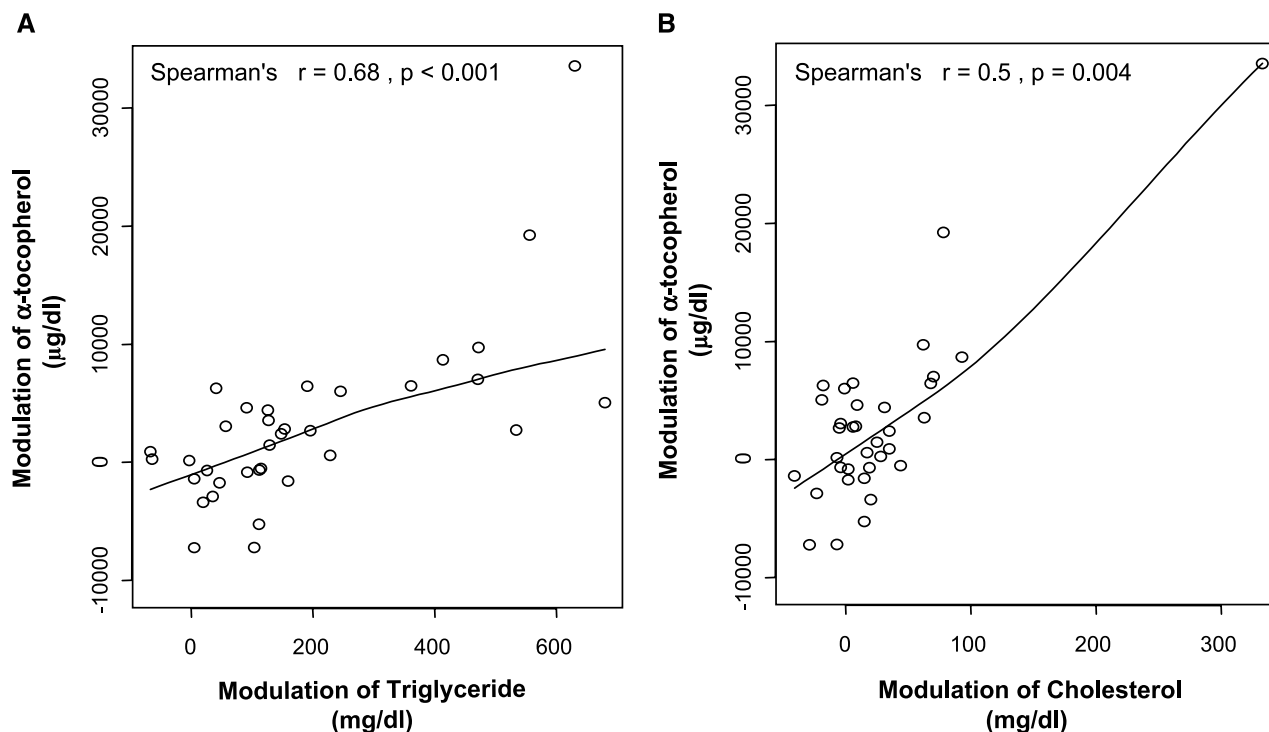 A
Spearman's r = 0.68 , p < 0.001
Modulation of α-tocopherol
(µg/dl)
30000
20000
10000
0
-10000
0 200 400 600
Modulation of Triglyceride
(mg/dl)
B
Spearman's r = 0.5 , p = 0.004
Modulation of α-tocopherol
(µg/dl)
30000
20000
10000
0
-10000
0 100 200 300
Modulation of Cholesterol
(mg/dl)